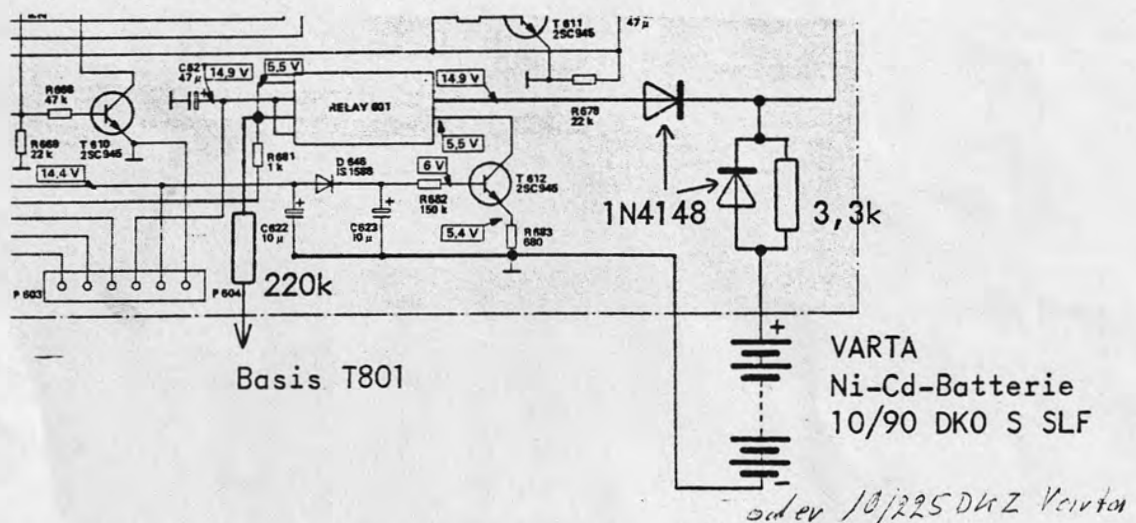 T 611
2SC945
47 µ
C 621
47 µ
14,9 V
5,5 V
14,9 V
R 668
47 k
RELAY 601
R 678
22 k
R 669
22 k
T 610
2SC945
5,5 V
R 681
1 k
D 646
IS 1588
6 V
T 612
2SC945
14,4 V
R 682
150 k
1N4148
3,3k
C 622
10 µ
C 623
10 µ
5,4 V
R 683
680
P 603
P 604
220k
+
Basis T801
VARTA
Ni-Cd-Batterie
10/90 DKO S SLF
-
oder 10/225 DKZ Varta